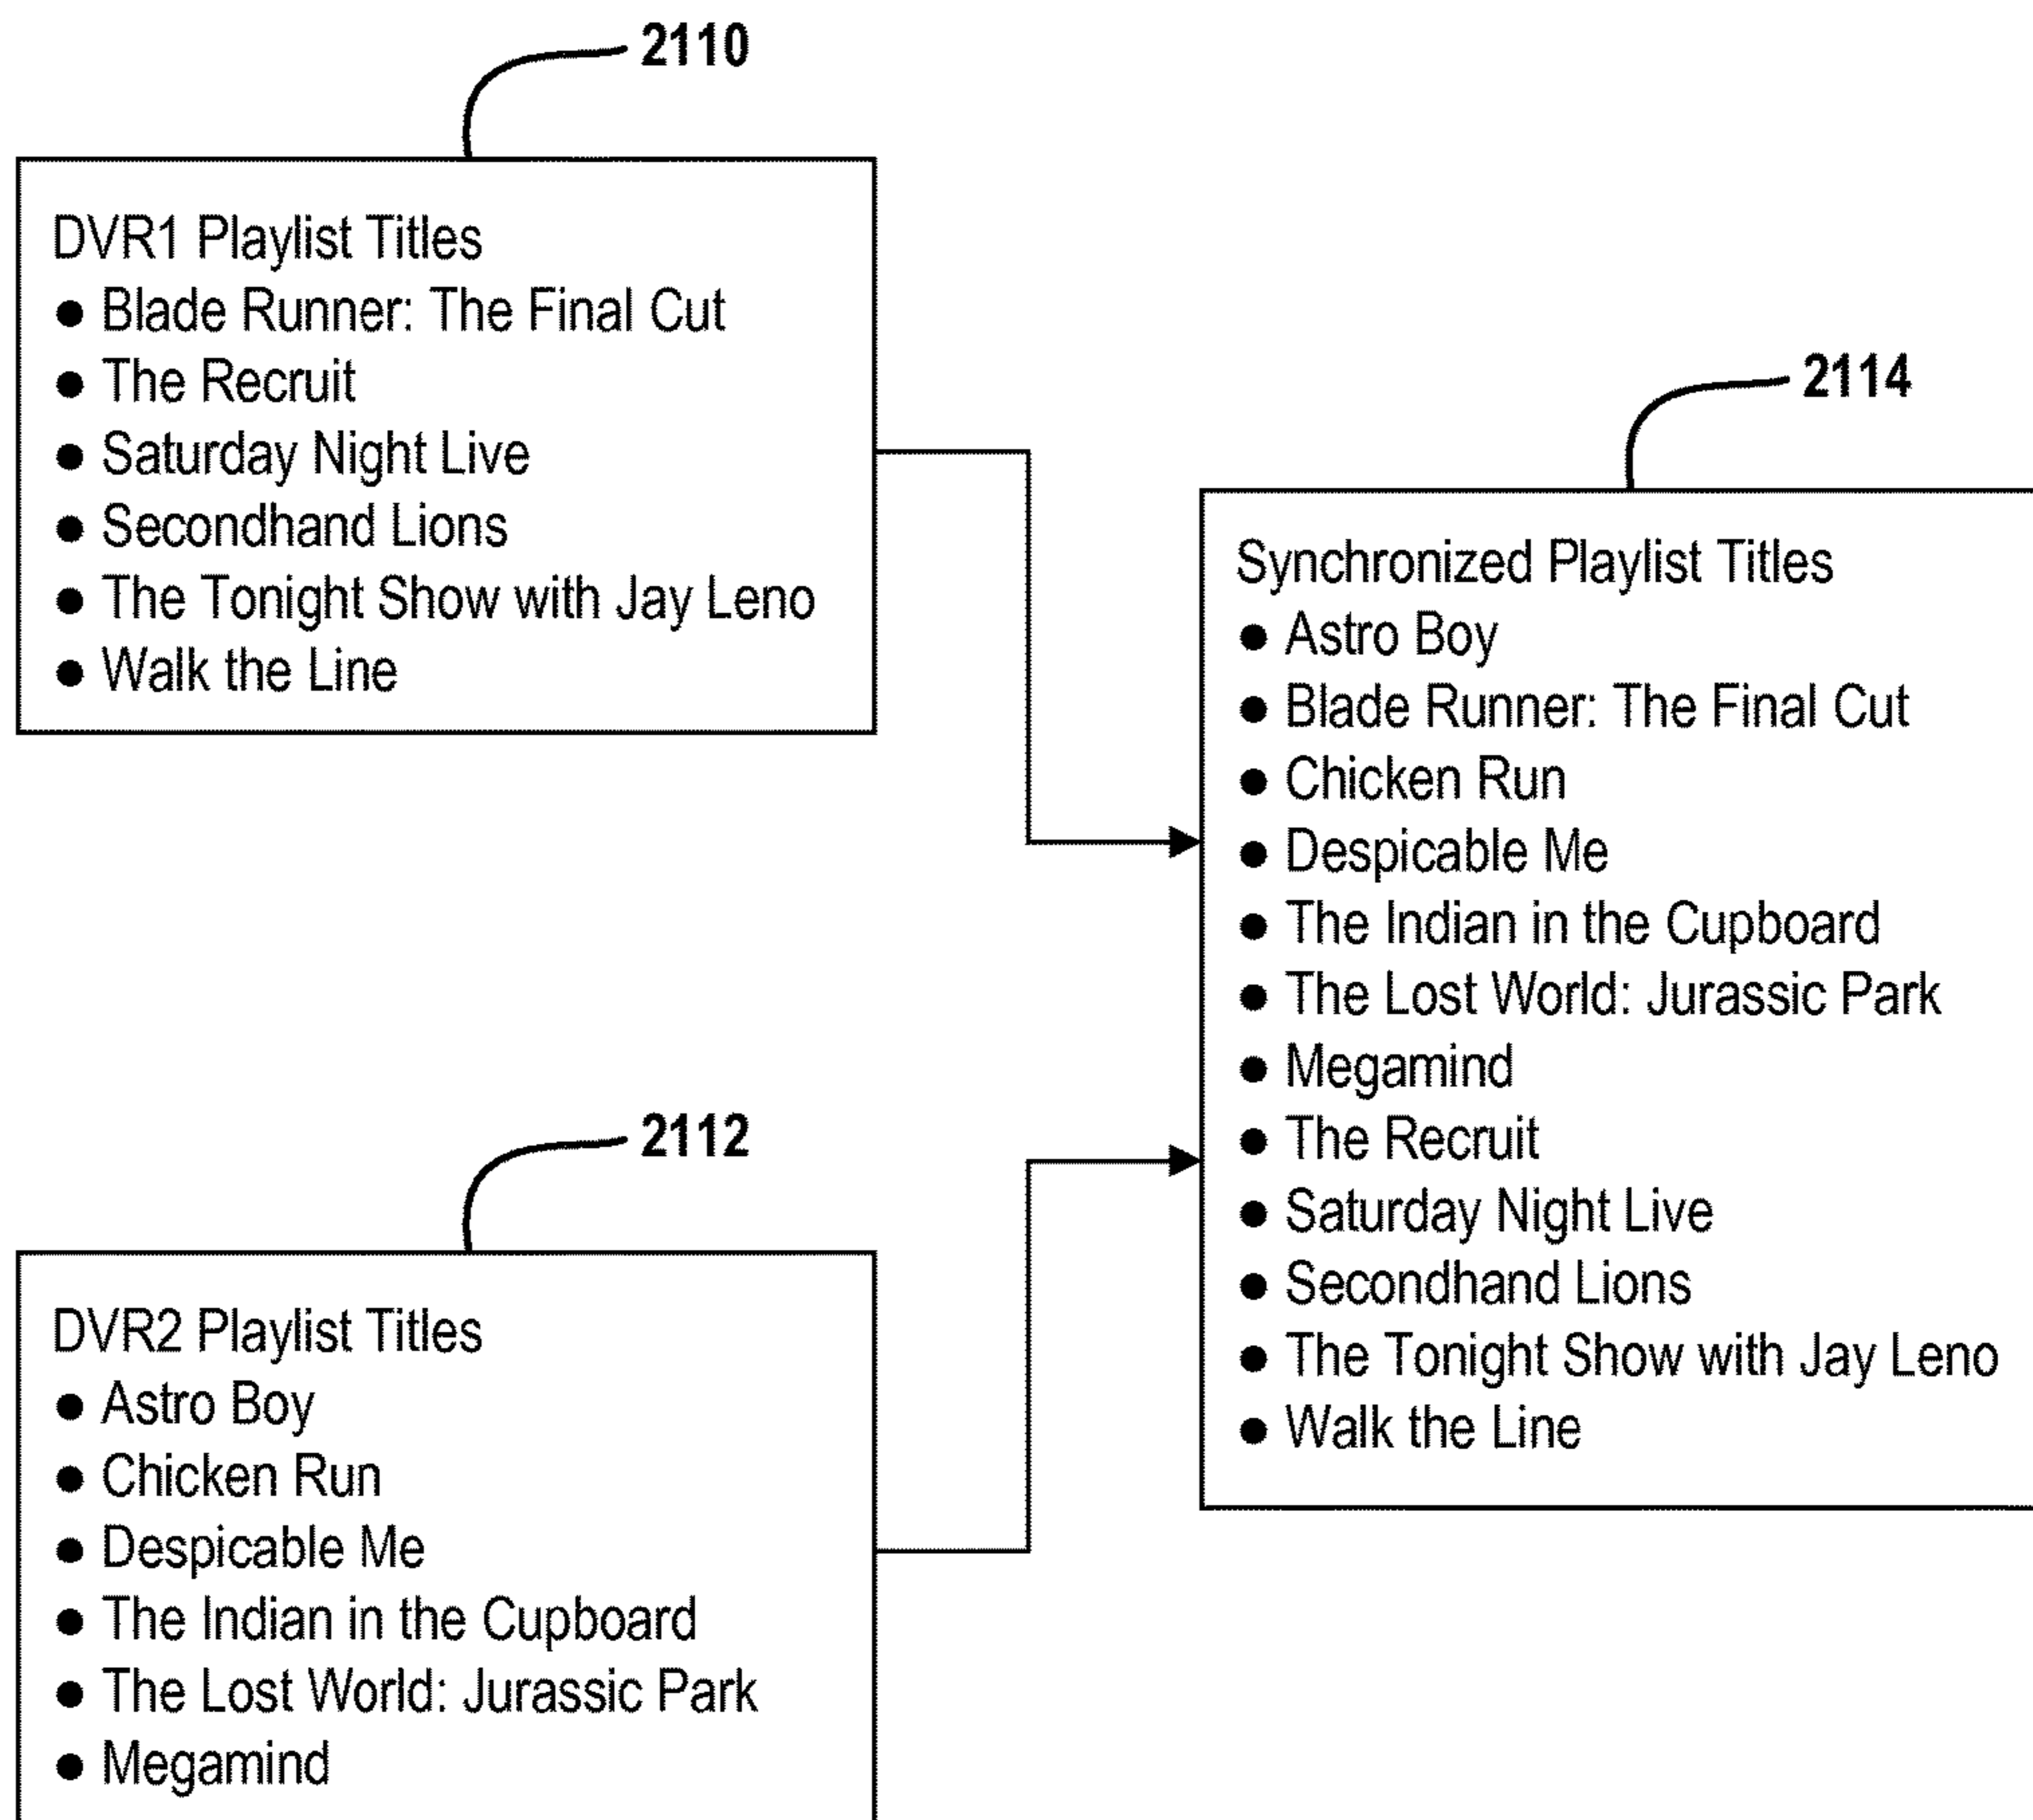 2110
DVR1 Playlist Titles
● Blade Runner: The Final Cut
● The Recruit
● Saturday Night Live
● Secondhand Lions
● The Tonight Show with Jay Leno
● Walk the Line
2114
Synchronized Playlist Titles
● Astro Boy
● Blade Runner: The Final Cut
● Chicken Run
● Despicable Me
● The Indian in the Cupboard
● The Lost World: Jurassic Park
● Megamind
● The Recruit
● Saturday Night Live
● Secondhand Lions
● The Tonight Show with Jay Leno
● Walk the Line
2112
DVR2 Playlist Titles
● Astro Boy
● Chicken Run
● Despicable Me
● The Indian in the Cupboard
● The Lost World: Jurassic Park
● Megamind